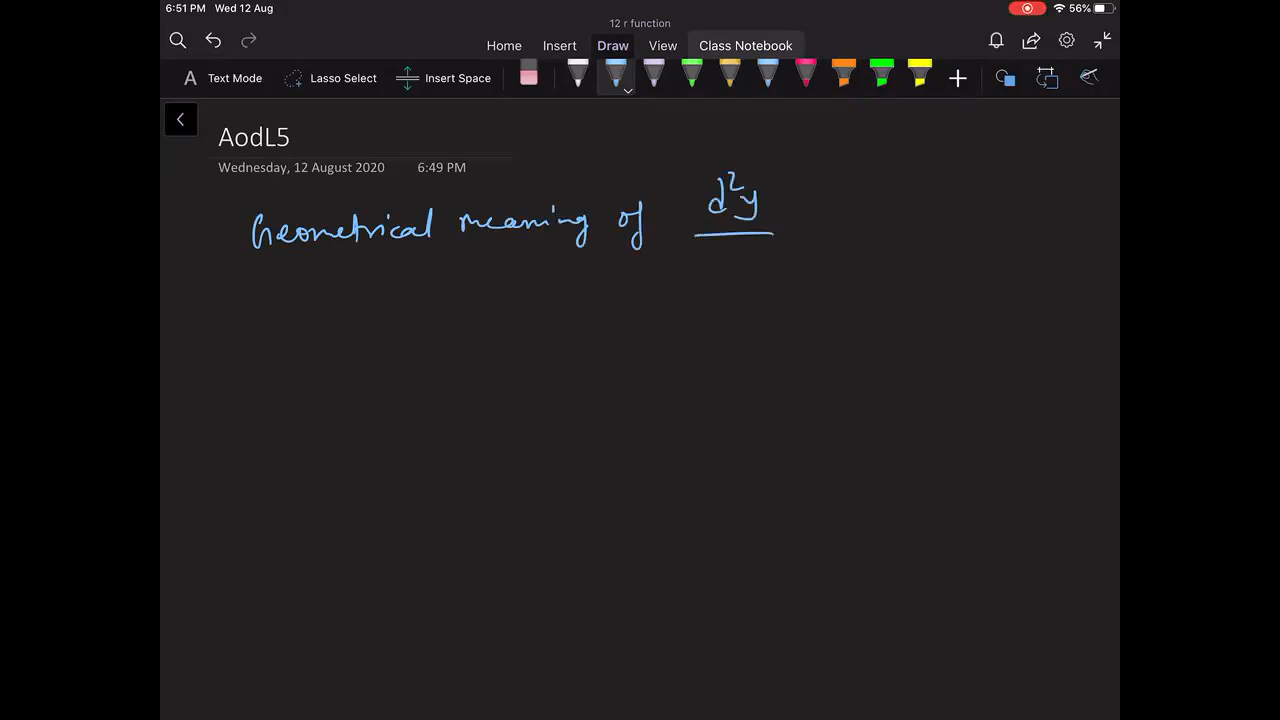 6:51 PM Wed 12 Aug
56%
12 r function
Home Insert Draw View Class Notebook
A Text Mode Lasso Select Insert Space
AodL5
Wednesday, 12 August 2020 6:49 PM
Geometrical meaning of d²y